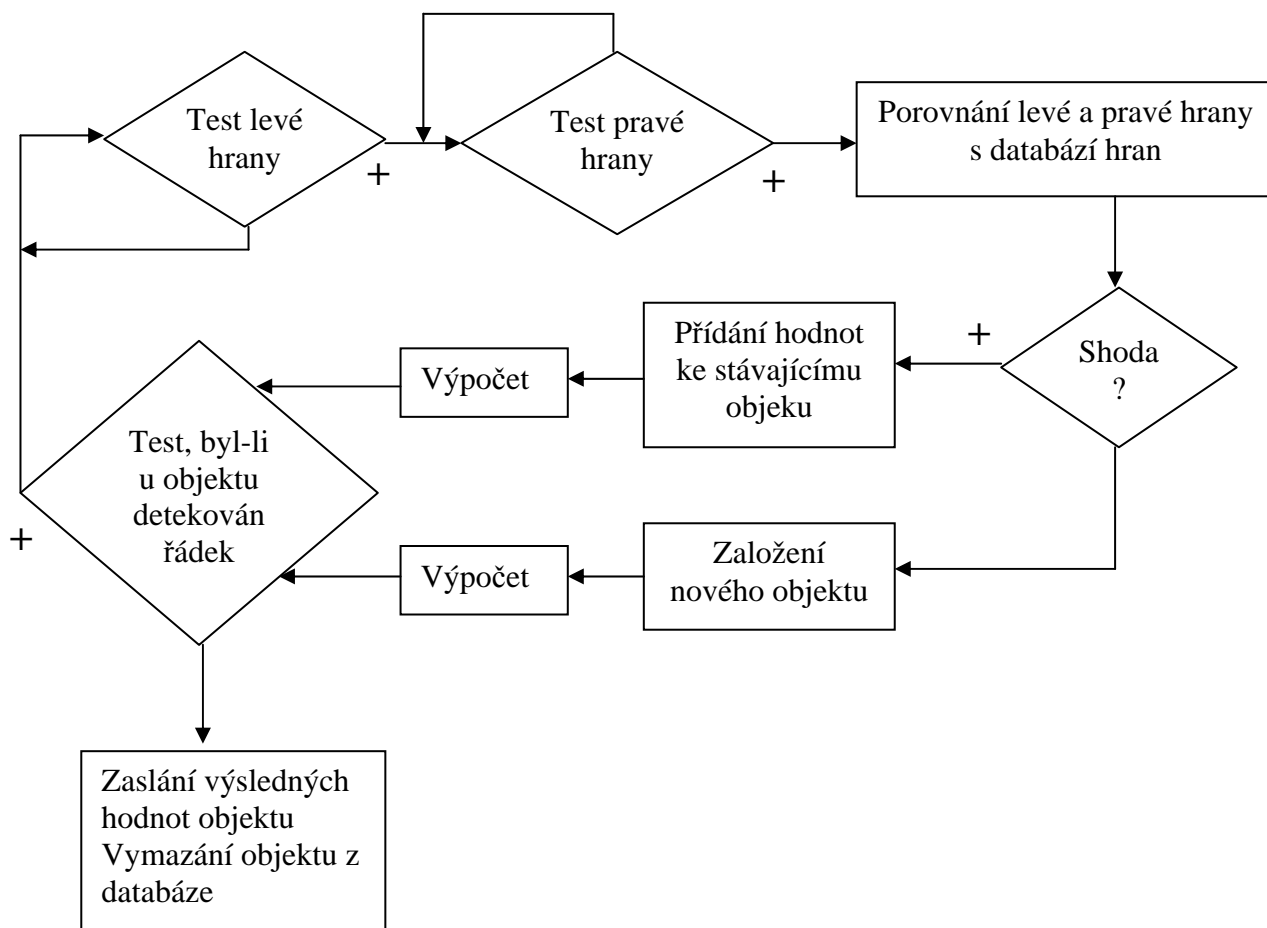 Test levé
hrany
+
Test pravé
hrany
+
Porovnání levé a pravé hrany
s databází hran
Shoda
?
+
Přídání hodnot
ke stávajícímu
objeku
Výpočet
Test, byl-li
u objektu
detekován
řádek
+
Založení
nového objektu
Výpočet
Zaslání výsledných
hodnot objektu
Vymazání objektu z
databáze